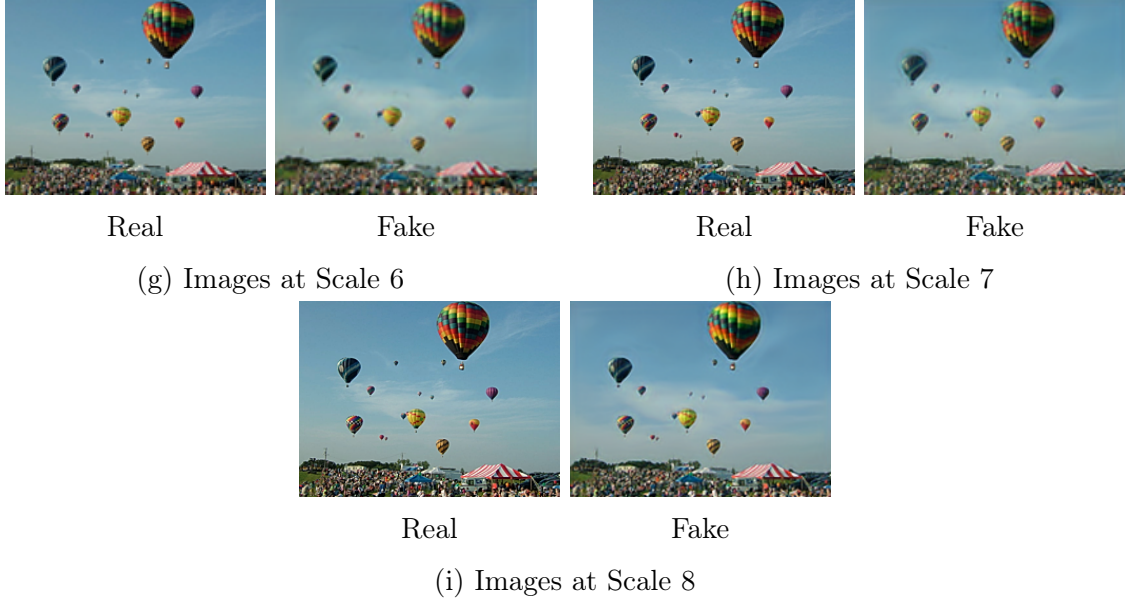 Real
Fake
Real
Fake
(g) Images at Scale 6
(h) Images at Scale 7
Real
Fake
(i) Images at Scale 8